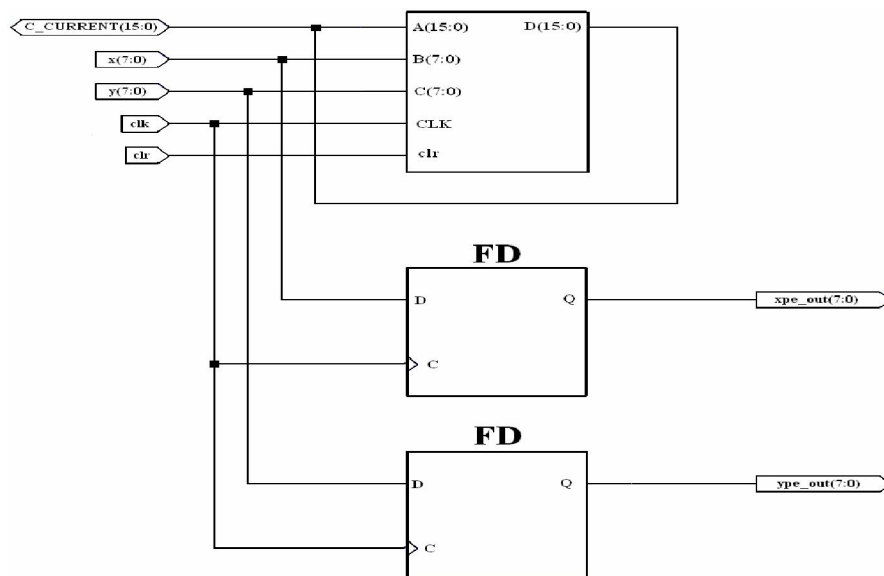 C_CURRENT(15:0)
A(15:0)
D(15:0)
x(7:0)
B(7:0)
y(7:0)
C(7:0)
clk
CLK
clr
clr
FD
D
Q
xpe_out(7:0)
C
FD
D
Q
ype_out(7:0)
C